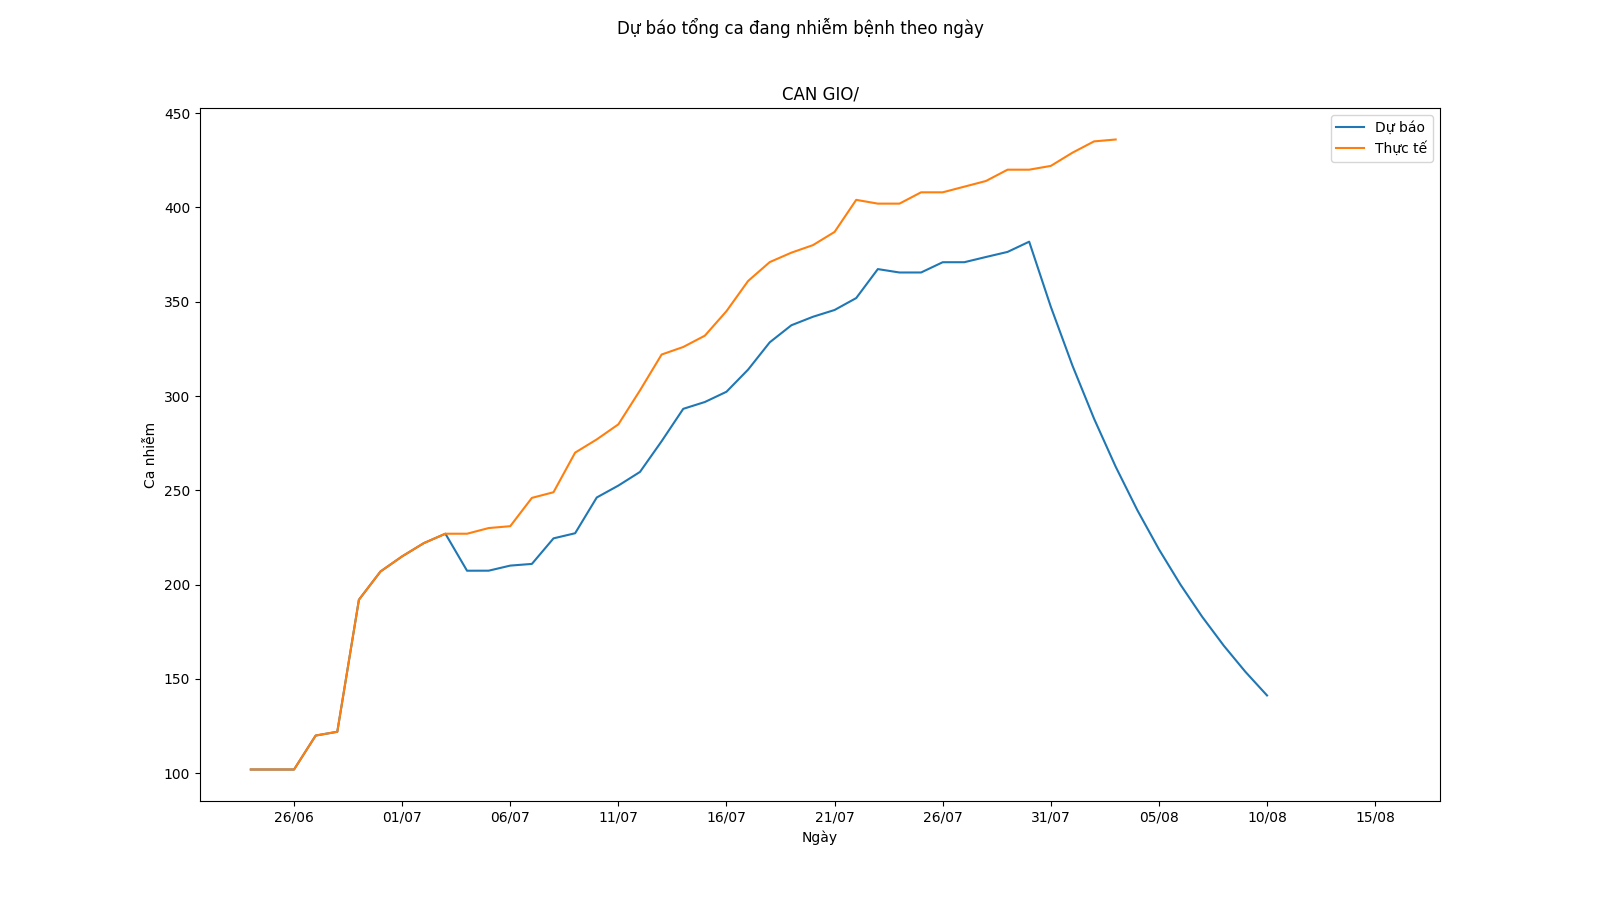 Dự báo tổng ca đang nhiễm bệnh theo ngày
CAN GIO/
Dự báo
Thực tế
450
400
350
300
250
200
150
100
Ca nhiễm
26/06 01/07 06/07 11/07 16/07 21/07 26/07 31/07 05/08 10/08 15/08
Ngày